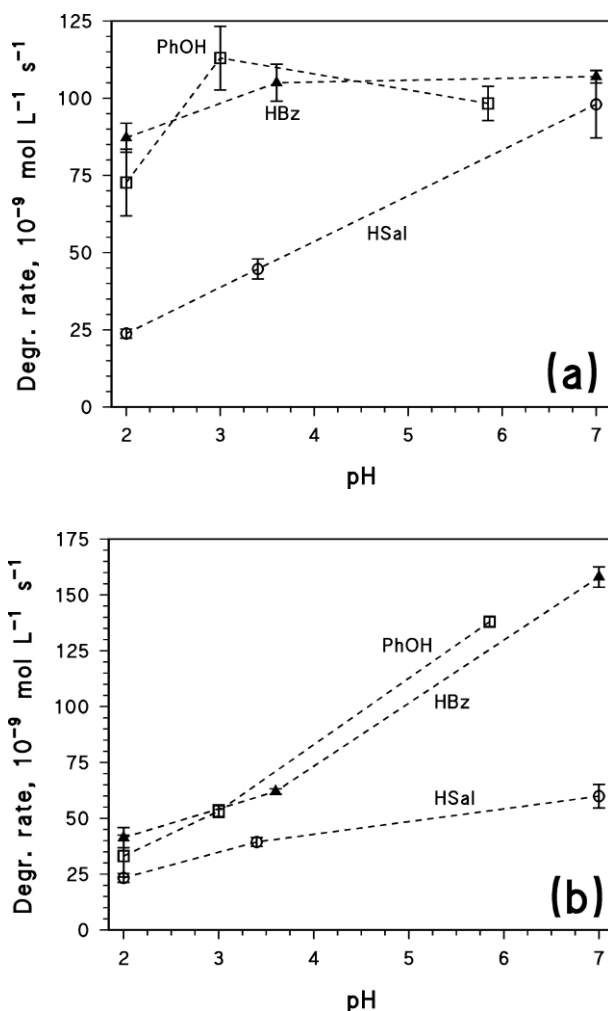 125
100
75
50
25
0
Degr. rate, 10⁻⁹ mol L⁻¹ s⁻¹
PhOH
HBz
HSal
(a)
2 3 4 5 6 7
pH
175
150
125
100
75
50
25
0
Degr. rate, 10⁻⁹ mol L⁻¹ s⁻¹
PhOH
HBz
HSal
(b)
2 3 4 5 6 7
pH